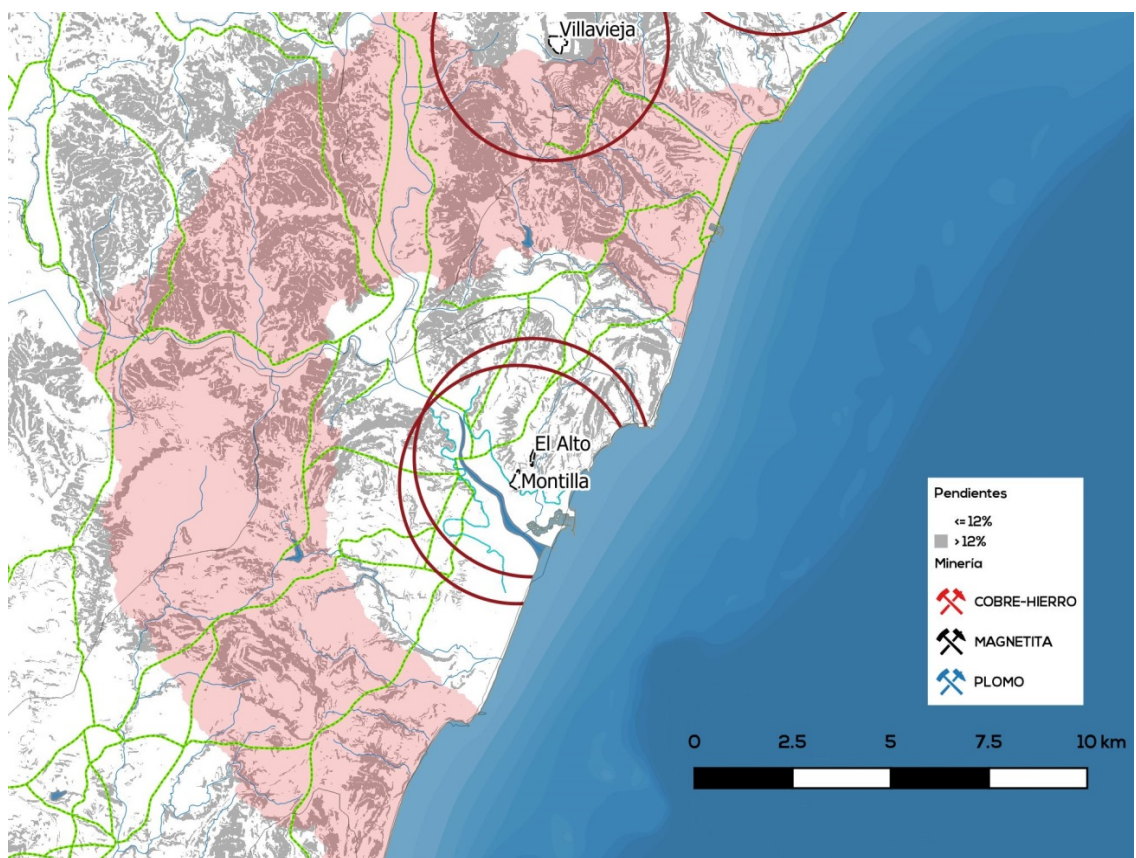 Villavieja
El Alto
Montilla
Pendientes
<= 12%
> 12%
Minería
COBRE-HIERRO
MAGNETITA
PLOMO
0 2.5 5 7.5 10 km